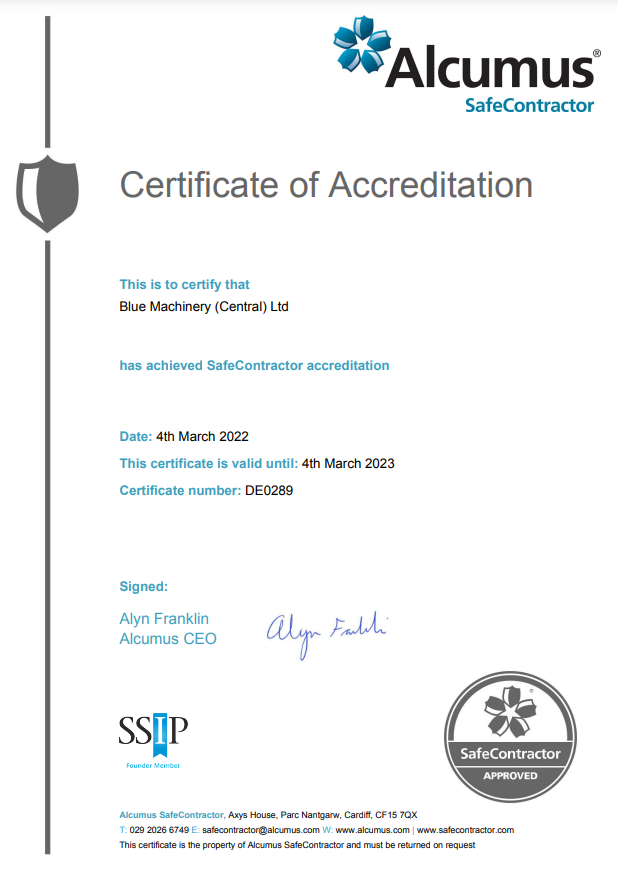 Alcumus®
SafeContractor
Certificate of Accreditation
This is to certify that
Blue Machinery (Central) Ltd
has achieved SafeContractor accreditation
Date: 4th March 2022
This certificate is valid until: 4th March 2023
Certificate number: DE0289
Signed:
Alyn Franklin
Alcumus CEO
Alyn Franklin
SSIP
Founder Member
SafeContractor
APPROVED
Alcumus SafeContractor, Axys House, Parc Nantgarw, Cardiff, CF15 7QX
T: 029 2026 6749 E: safecontractor@alcumus.com W: www.alcumus.com | www.safecontractor.com
This certificate is the property of Alcumus SafeContractor and must be returned on request